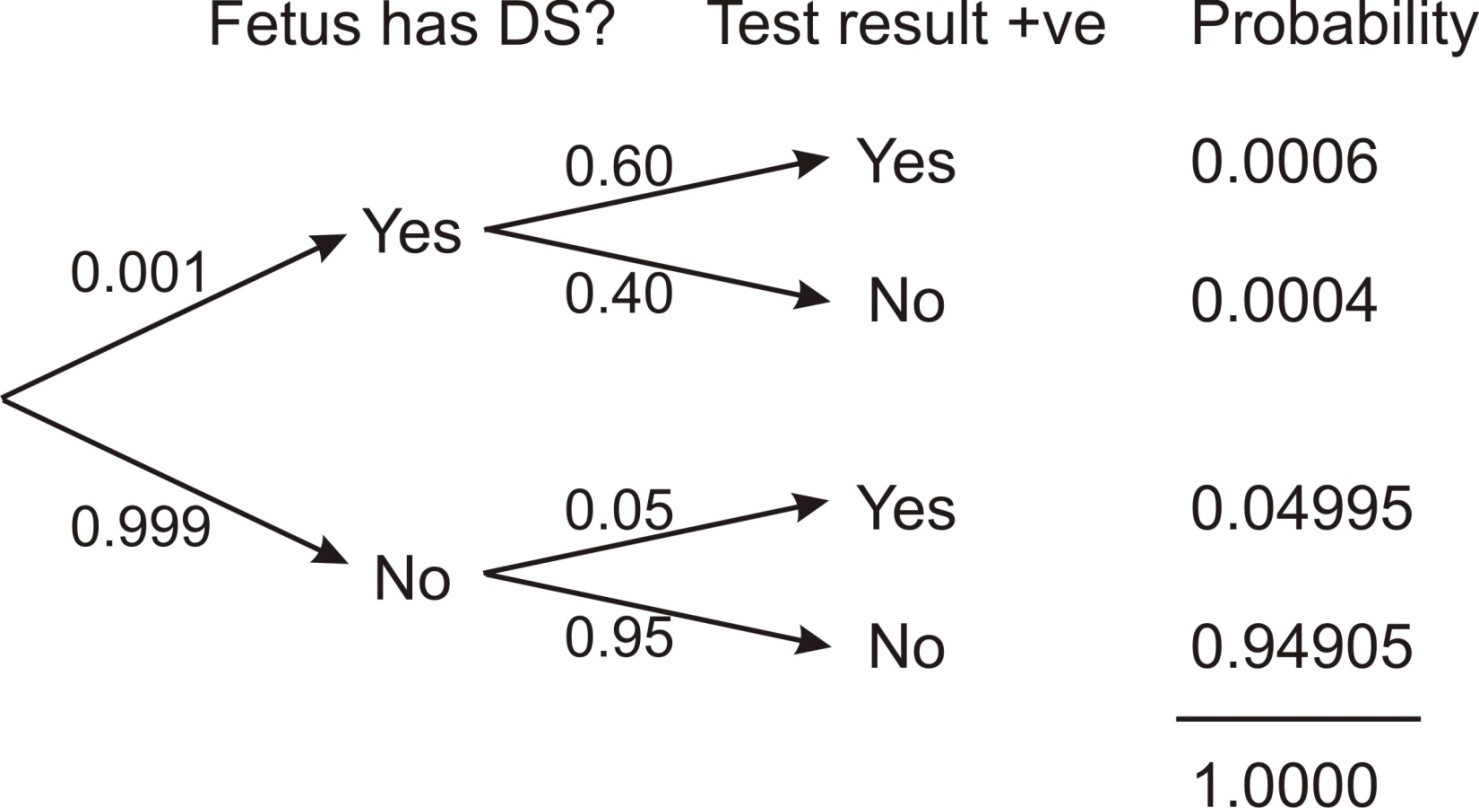 Fetus has DS? Test result +ve Probability
0.60 Yes 0.0006
Yes
0.001
0.40 No 0.0004
0.05 Yes 0.04995
0.999
No
0.95 No 0.94905
1.0000